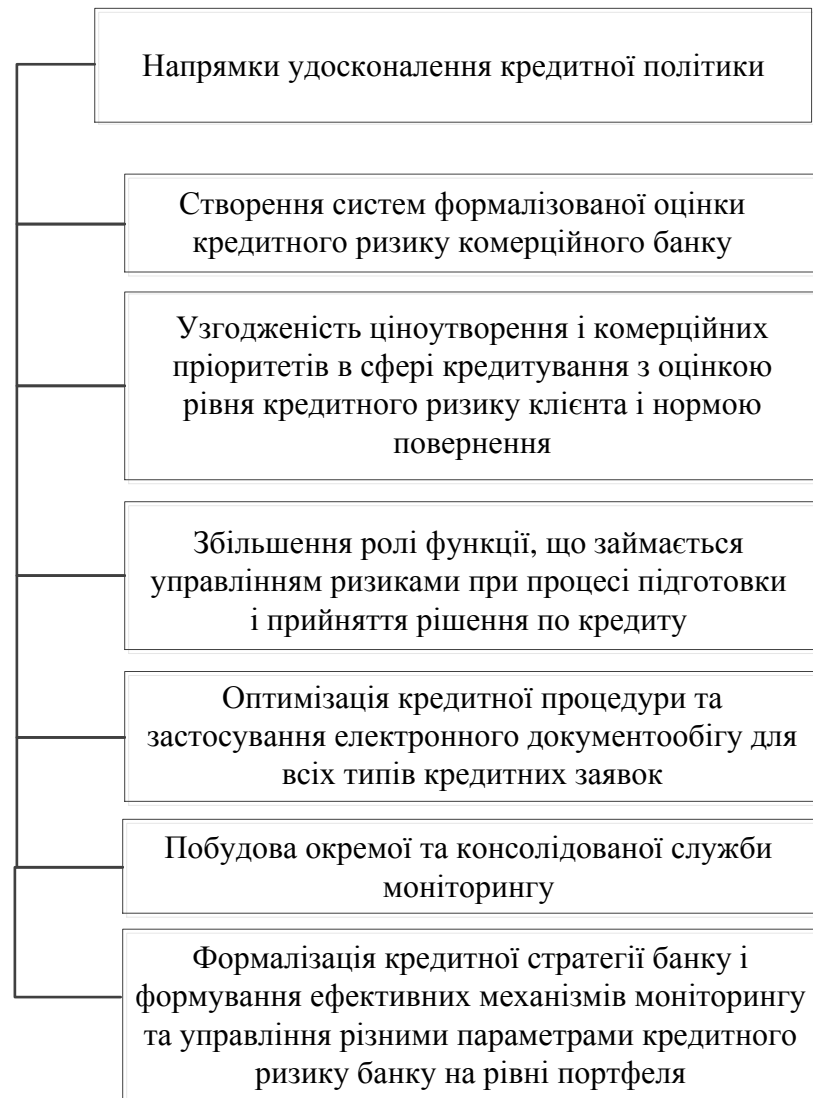 Напрямки удосконалення кредитної політики
Створення систем формалізованої оцінки
кредитного ризику комерційного банку
Узгодженість ціноутворення і комерційних
пріоритетів в сфері кредитування з оцінкою
рівня кредитного ризику клієнта і нормою
повернення
Збільшення ролі функції, що займається
управлінням ризиками при процесі підготовки
і прийняття рішення по кредиту
Оптимізація кредитної процедури та
застосування електронного документообігу для
всіх типів кредитних заявок
Побудова окремої та консолідованої служби
моніторингу
Формалізація кредитної стратегії банку і
формування ефективних механізмів моніторингу
та управління різними параметрами кредитного
ризику банку на рівні портфеля